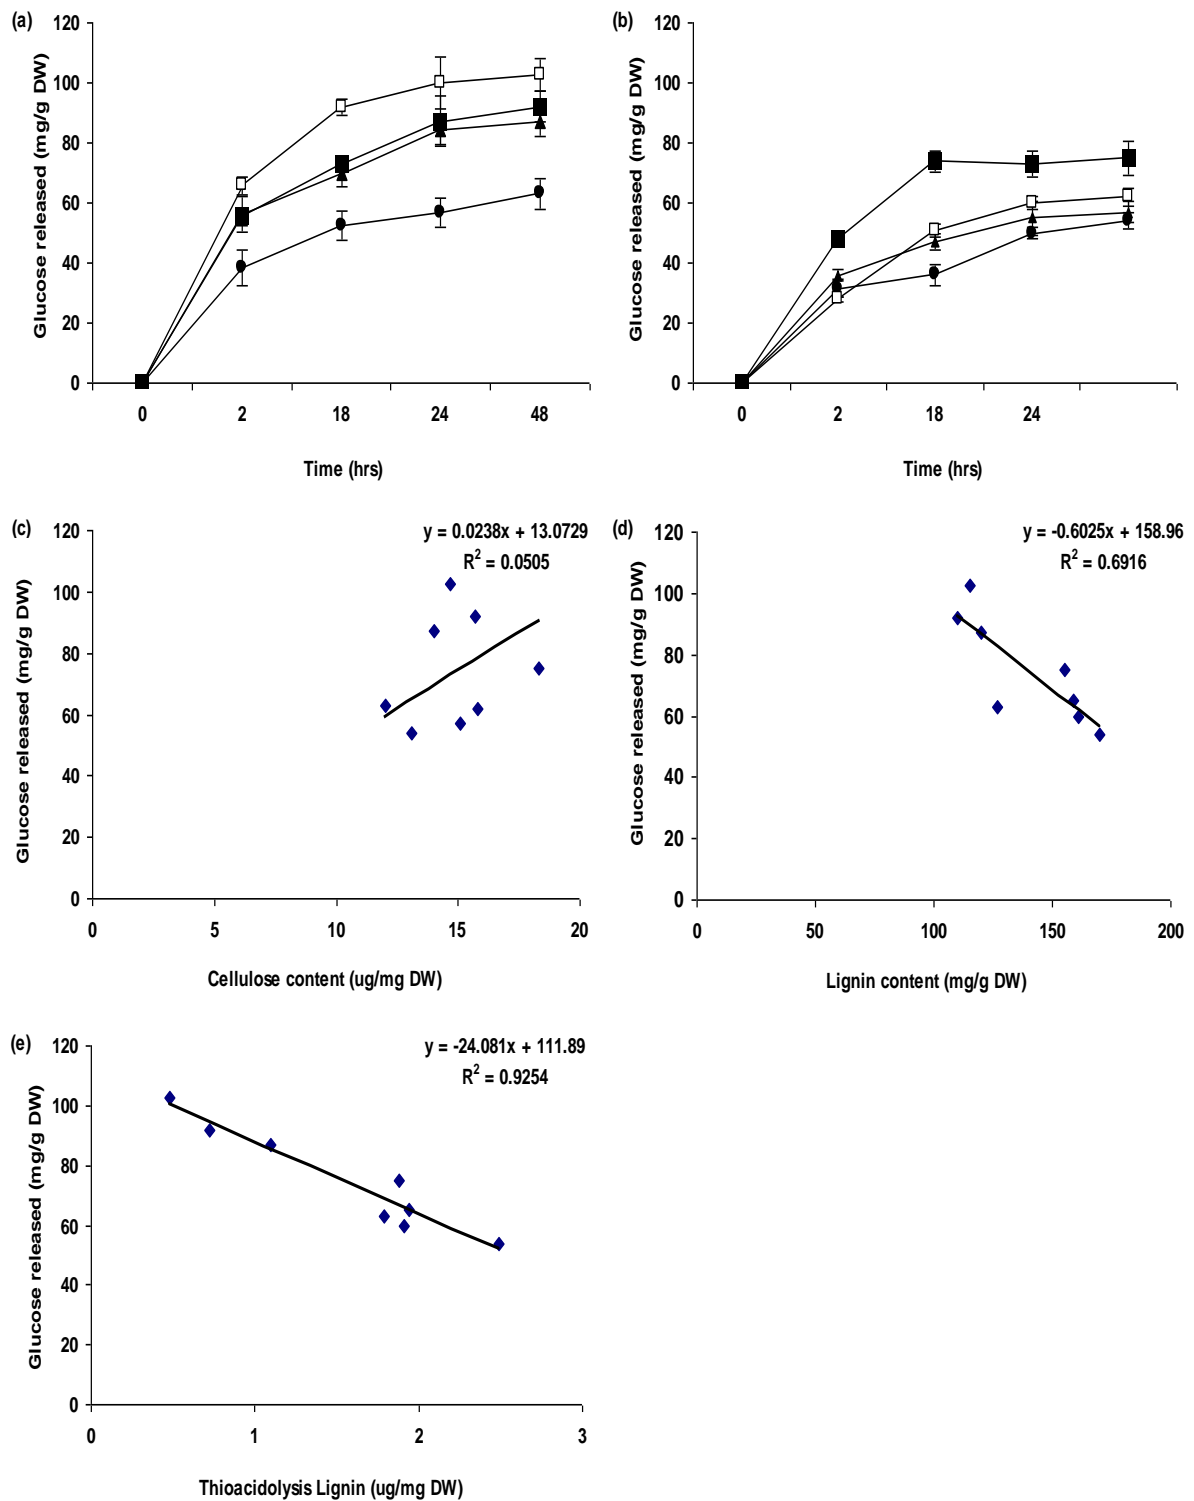 (a)
120
100
80
60
40
20
0
Glucose released (mg/g DW)
0 2 18 24 48
Time (hrs)
(b)
120
100
80
60
40
20
0
Glucose released (mg/g DW)
0 2 18 24
Time (hrs)
(c)
y = 0.0238x + 13.0729
R2 = 0.0505
120
100
80
60
40
20
0
Glucose released (mg/g DW)
0 5 10 15 20
Cellulose content (ug/mg DW)
(d)
y = -0.6025x + 158.96
R2 = 0.6916
120
100
80
60
40
20
0
Glucose released (mg/g DW)
0 50 100 150 200
Lignin content (mg/g DW)
(e)
y = -24.081x + 111.89
R2 = 0.9254
120
100
80
60
40
20
0
Glucose released (mg/g DW)
0 1 2 3
Thioacidolysis Lignin (ug/mg DW)